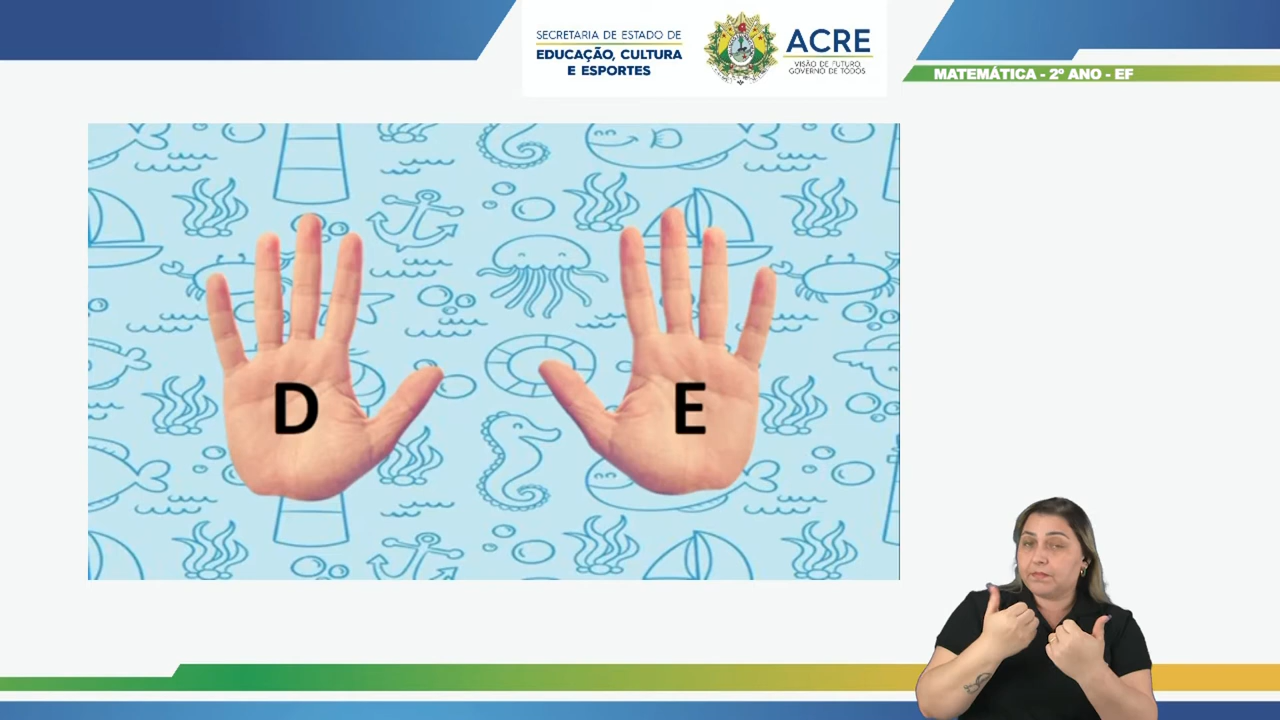 SECRETARIA DE ESTADO DE
EDUCAÇÃO, CULTURA
E ESPORTES
ACRE
VISÃO DE FUTURO,
GOVERNO DE TODOS
MATEMÁTICA - 2º ANO - EF
D
E